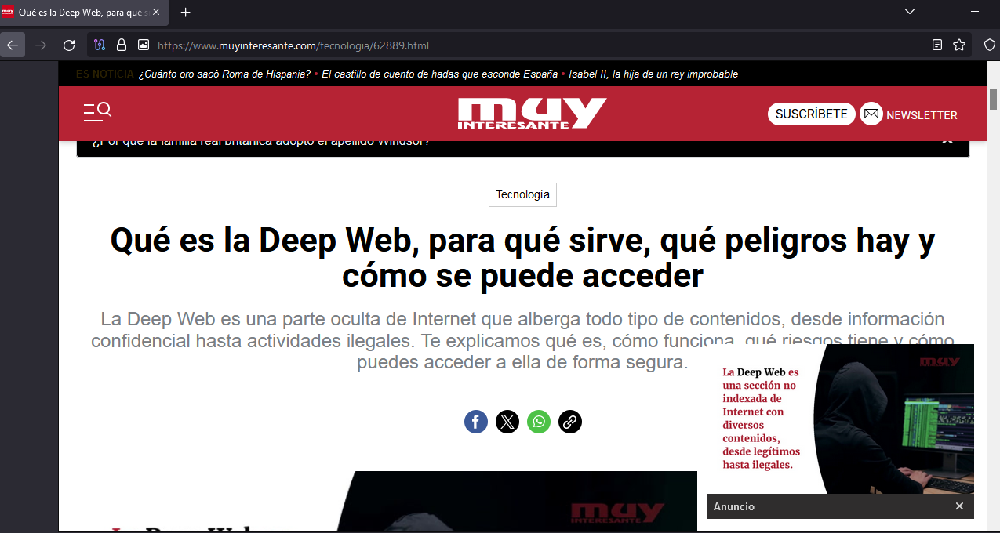 Qué es la Deep Web, para qué s
https://www.muyinteresante.com/tecnologia/62889.html
ES NOTICIA ¿Cuánto oro sacó Roma de Hispania? • El castillo de cuento de hadas que esconde España • Isabel II, la hija de un rey improbable
muy
INTERESANTE
SUSCRÍBETE
NEWSLETTER
¿Por qué la familia real británica adoptó el apellido Windsor?
Tecnología
Qué es la Deep Web, para qué sirve, qué peligros hay y
cómo se puede acceder
La Deep Web es una parte oculta de Internet que alberga todo tipo de contenidos, desde información
confidencial hasta actividades ilegales. Te explicamos qué es, cómo funciona, qué riesgos tiene y cómo
puedes acceder a ella de forma segura.
muy
La Deep Web es
una sección no
indexada de
Internet con
diversos
contenidos,
desde legítimos
hasta ilegales.
Anuncio
muy
INTERESANTE
La Deep Web